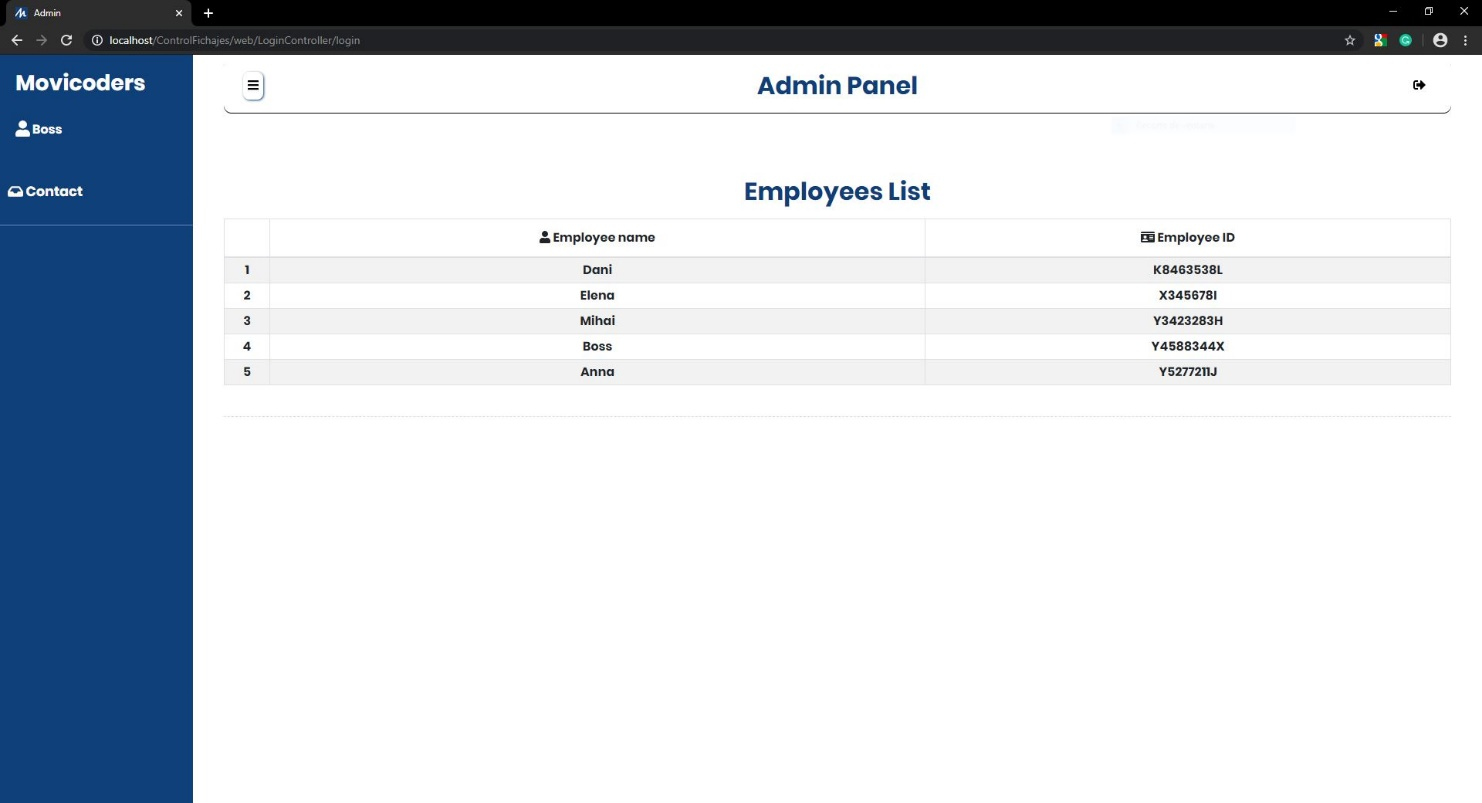 Admin
localhost/ControlFichajes/web/LoginController/login
Movicoders
Admin Panel
Boss
Contact
Employees List
Employee name Employee ID
1 Dani K8463538L
2 Elena X345678I
3 Mihai Y3423283H
4 Boss Y4588344X
5 Anna Y5277211J